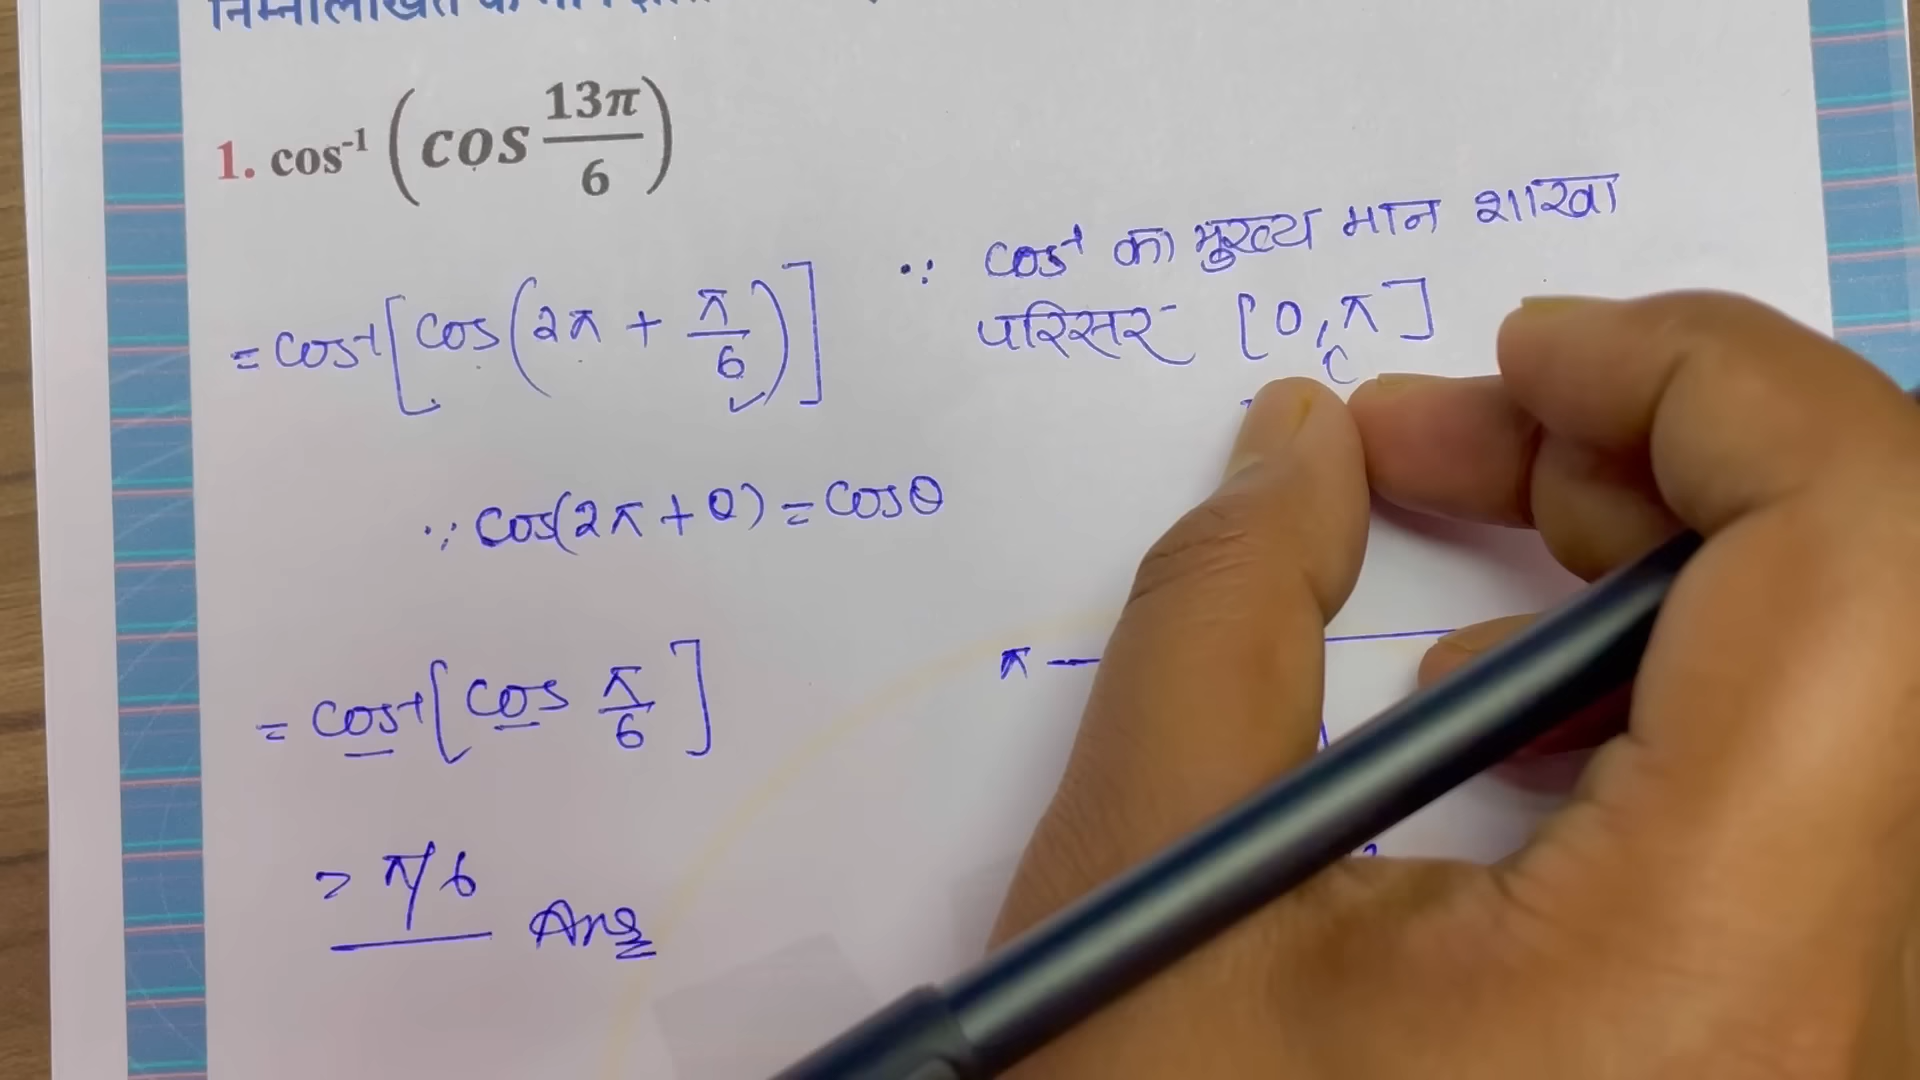 निम्नलिखित के मान
1. cos⁻¹ (cos 13π/6)
∵ cos⁻¹ का मुख्य मान शाखा
परिसर [0, π]
= cos⁻¹[cos(2π + π/6)]
∵ cos(2π + θ) = cosθ
π —
= cos⁻¹[cos π/6]
= π/6 Ans